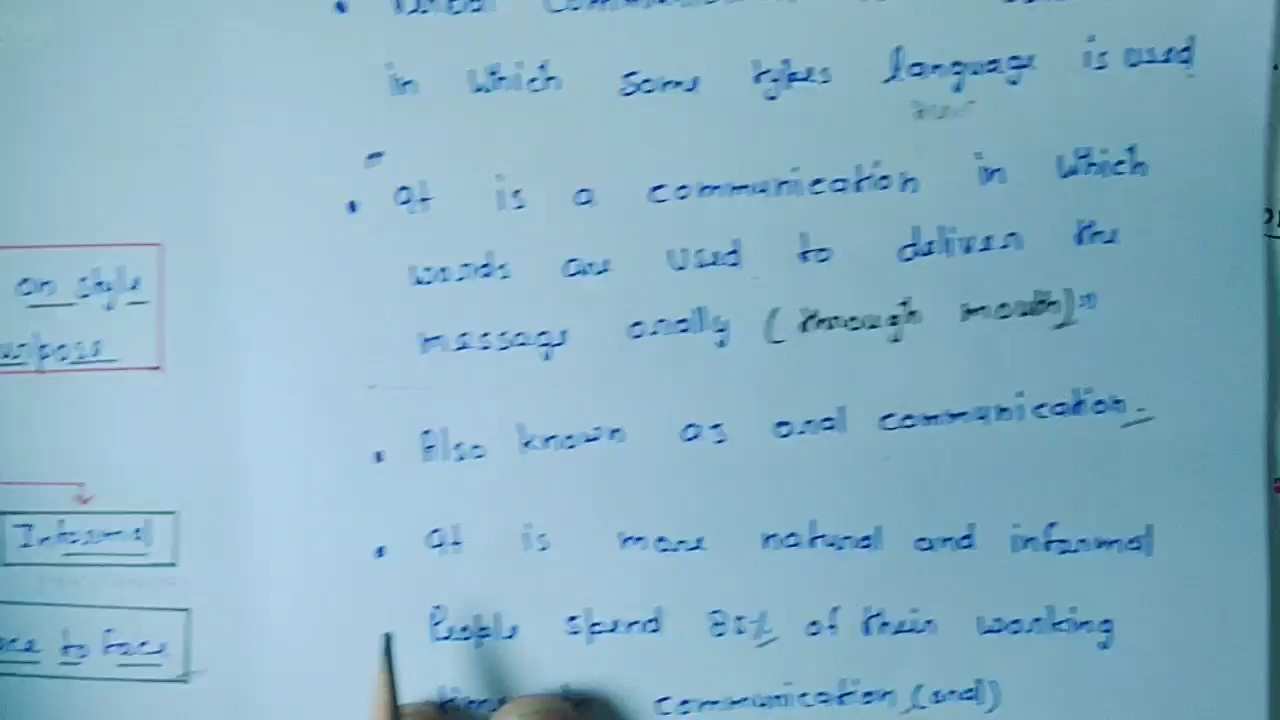 in which some types language is used
• It is a communication in which
words are used to deliver the
message orally (through mouth)"
• Also known as oral communication.
• It is more natural and informal
People spend 85% of their working
communication (oral)
on style
Informal
to face